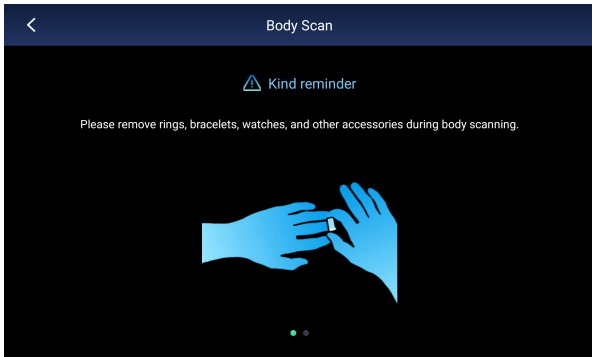 Body Scan
Kind reminder
Please remove rings, bracelets, watches, and other accessories during body scanning.